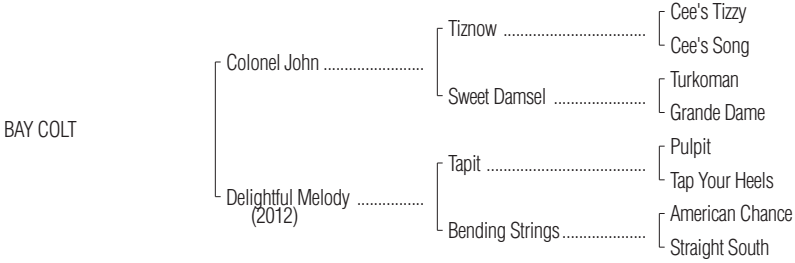 Cee's Tizzy
Tiznow ................................
Cee's Song
Colonel John .......................
Turkoman
Sweet Damsel .....................
Grande Dame
BAY COLT
Pulpit
Tapit ....................................
Tap Your Heels
Delightful Melody ................
(2012)
American Chance
Bending Strings...................
Straight South